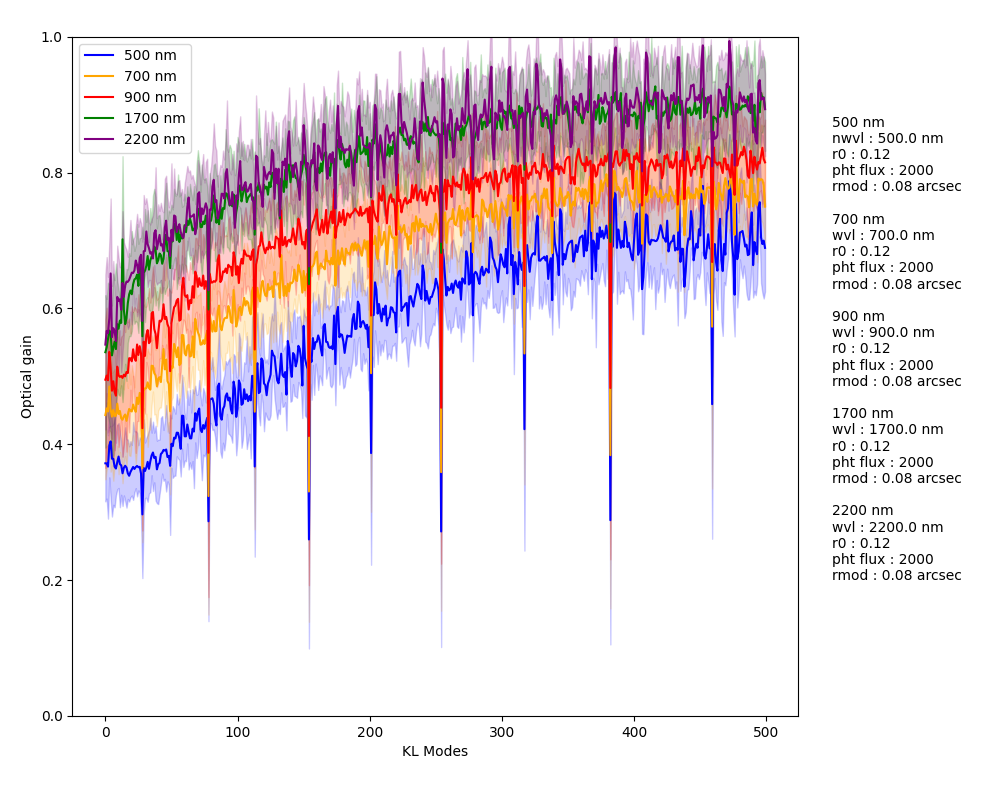 1.0
0.8
0.6
0.4
0.2
0.0
Optical gain
0
100
200
300
400
500
KL Modes
500 nm
700 nm
900 nm
1700 nm
2200 nm
500 nm
nwvl : 500.0 nm
r0 : 0.12
pht flux : 2000
rmod : 0.08 arcsec
700 nm
wvl : 700.0 nm
r0 : 0.12
pht flux : 2000
rmod : 0.08 arcsec
900 nm
wvl : 900.0 nm
r0 : 0.12
pht flux : 2000
rmod : 0.08 arcsec
1700 nm
wvl : 1700.0 nm
r0 : 0.12
pht flux : 2000
rmod : 0.08 arcsec
2200 nm
wvl : 2200.0 nm
r0 : 0.12
pht flux : 2000
rmod : 0.08 arcsec